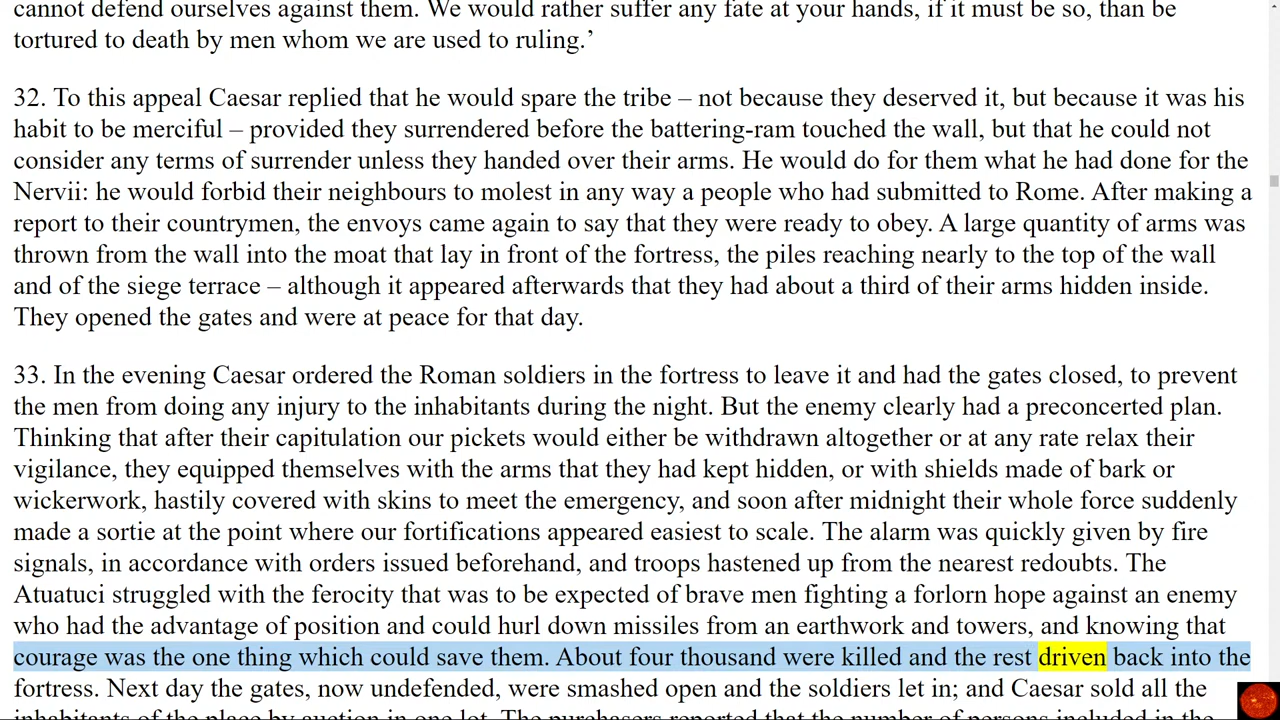 cannot defend ourselves against them. We would rather suffer any fate at your hands, if it must be so, than be
tortured to death by men whom we are used to ruling.’
32. To this appeal Caesar replied that he would spare the tribe – not because they deserved it, but because it was his
habit to be merciful – provided they surrendered before the battering-ram touched the wall, but that he could not
consider any terms of surrender unless they handed over their arms. He would do for them what he had done for the
Nervii: he would forbid their neighbours to molest in any way a people who had submitted to Rome. After making a
report to their countrymen, the envoys came again to say that they were ready to obey. A large quantity of arms was
thrown from the wall into the moat that lay in front of the fortress, the piles reaching nearly to the top of the wall
and of the siege terrace – although it appeared afterwards that they had about a third of their arms hidden inside.
They opened the gates and were at peace for that day.
33. In the evening Caesar ordered the Roman soldiers in the fortress to leave it and had the gates closed, to prevent
the men from doing any injury to the inhabitants during the night. But the enemy clearly had a preconcerted plan.
Thinking that after their capitulation our pickets would either be withdrawn altogether or at any rate relax their
vigilance, they equipped themselves with the arms that they had kept hidden, or with shields made of bark or
wickerwork, hastily covered with skins to meet the emergency, and soon after midnight their whole force suddenly
made a sortie at the point where our fortifications appeared easiest to scale. The alarm was quickly given by fire
signals, in accordance with orders issued beforehand, and troops hastened up from the nearest redoubts. The
Atuatuci struggled with the ferocity that was to be expected of brave men fighting a forlorn hope against an enemy
who had the advantage of position and could hurl down missiles from an earthwork and towers, and knowing that
courage was the one thing which could save them. About four thousand were killed and the rest driven back into the
fortress. Next day the gates, now undefended, were smashed open and the soldiers let in; and Caesar sold all the
inhabitants of the place by auction in one lot. The purchasers reported that the number of persons included in the